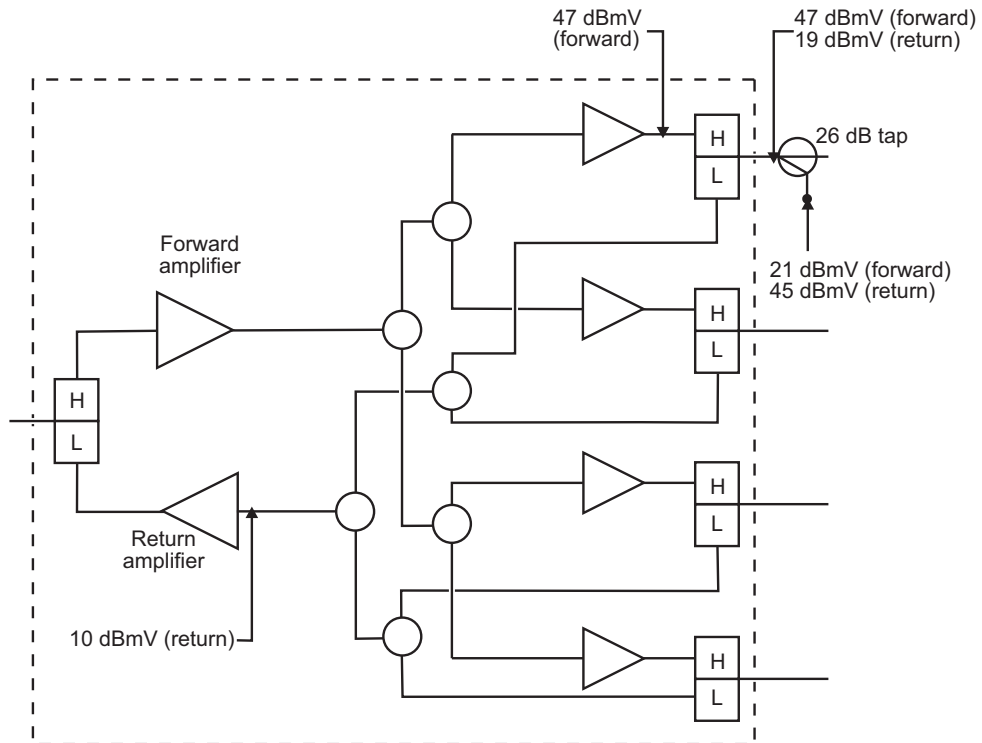 47 dBmV
(forward)
47 dBmV (forward)
19 dBmV (return)
26 dB tap
H
L
21 dBmV (forward)
45 dBmV (return)
Forward
amplifier
H
L
H
L
Return
amplifier
10 dBmV (return)
H
L
H
L